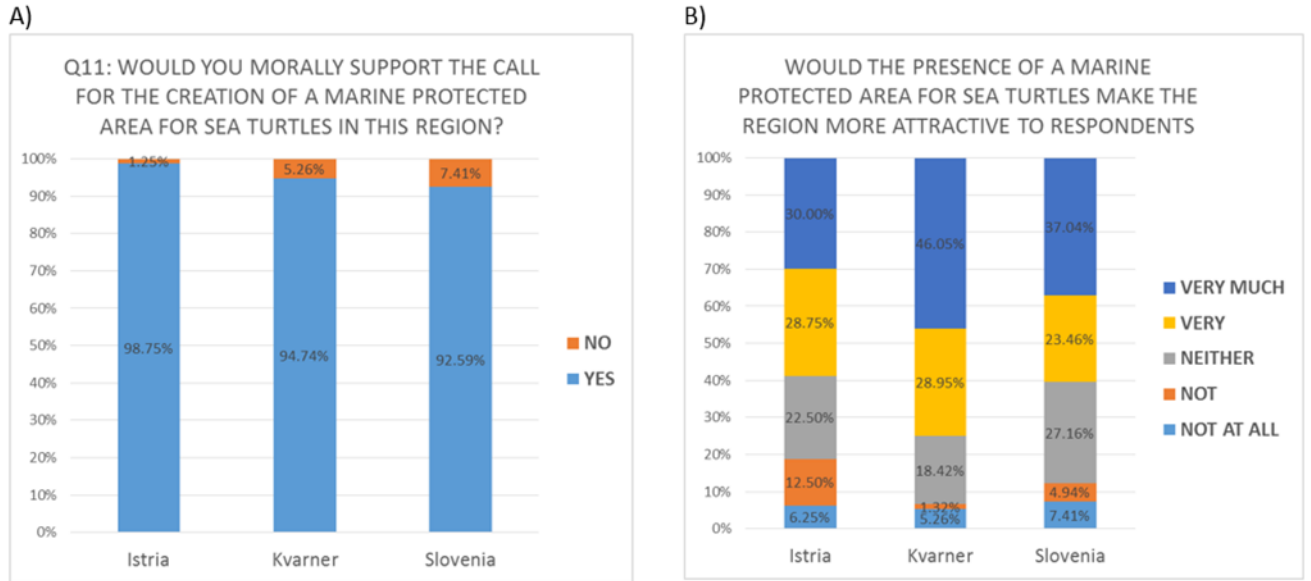 A)
Q11: WOULD YOU MORALLY SUPPORT THE CALL
FOR THE CREATION OF A MARINE PROTECTED
AREA FOR SEA TURTLES IN THIS REGION?
100%
90%
80%
70%
60%
50%
40%
30%
20%
10%
0%
1.25%
5.26%
7.41%
98.75%
94.74%
92.59%
Istria
Kvarner
Slovenia
NO
YES
B)
WOULD THE PRESENCE OF A MARINE
PROTECTED AREA FOR SEA TURTLES MAKE THE
REGION MORE ATTRACTIVE TO RESPONDENTS
100%
90%
80%
70%
60%
50%
40%
30%
20%
10%
0%
30.00%
46.05%
37.04%
28.75%
28.95%
23.46%
22.50%
18.42%
27.16%
12.50%
1.32%
4.94%
6.25%
5.26%
7.41%
Istria
Kvarner
Slovenia
VERY MUCH
VERY
NEITHER
NOT
NOT AT ALL